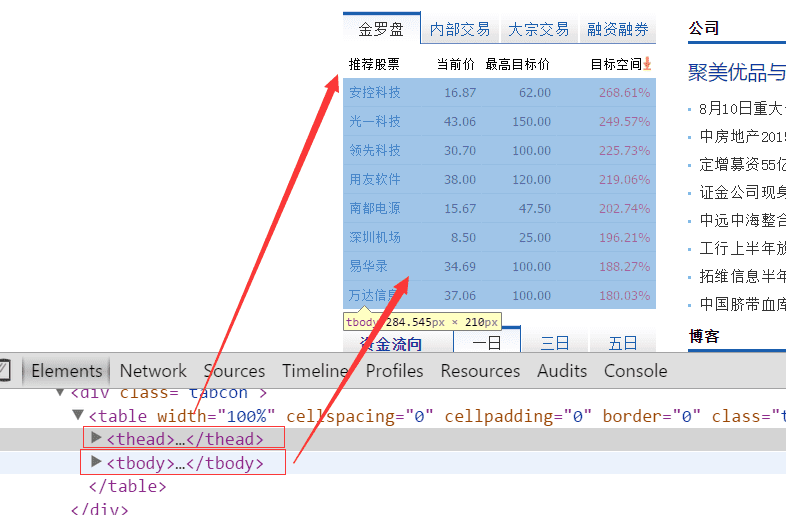 金罗盘 内部交易 大宗交易 融资融券
推荐股票 当前价 最高目标价 目标空间
安控科技 16.87 62.00 268.61%
光一科技 43.06 150.00 249.57%
领先科技 30.70 100.00 225.73%
用友软件 38.00 120.00 219.06%
南都电源 15.67 47.50 202.74%
深圳机场 8.50 25.00 196.21%
易华录 34.69 100.00 188.27%
万达信息 37.06 100.00 180.03%
tbody 284.545px × 210px
资金流向 一日 三日 五日
公司
聚美优品与
8月10日重大
中房地产201
定增募资55亿
证金公司现身
中远中海整合
工行上半年
拓维信息半年
中国脐带血库
博客
Elements Network Sources Timeline Profiles Resources Audits Console
<div class="tabcon">
<table width="100%" cellspacing="0" cellpadding="0" border="0" class="t
<thead>…</thead>
<tbody>…</tbody>
</table>
</div>